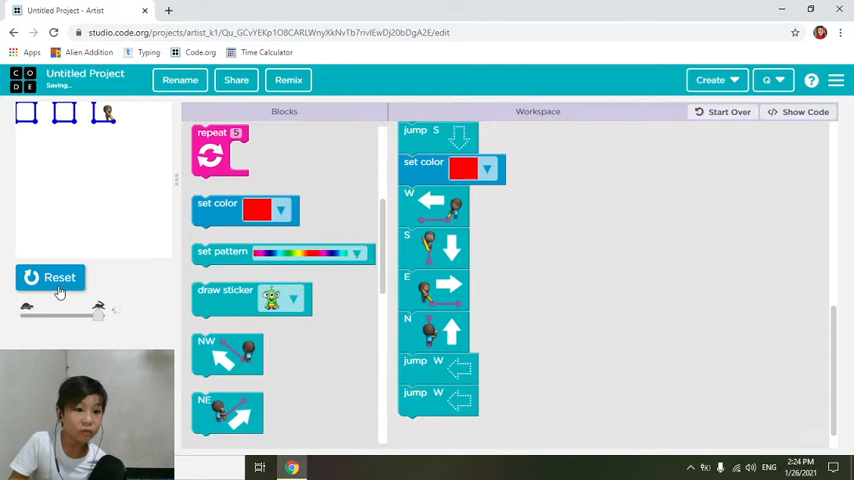 Untitled Project - Artist
studio.code.org/projects/artist_k1/Qu_GCvYEKp1O8CARLWnyXkNvTb7rivIEwDj20bDgA2E/edit
Apps
Alien Addition
Typing
Code.org
Time Calculator
CODE
Untitled Project
Saving...
Rename
Share
Remix
Create
Q
Blocks
Workspace
Start Over
Show Code
repeat 5
set color
set pattern
draw sticker
NW
NE
jump S
set color
W
S
E
N
jump W
jump W
Reset
ENG
2:24 PM
1/26/2021